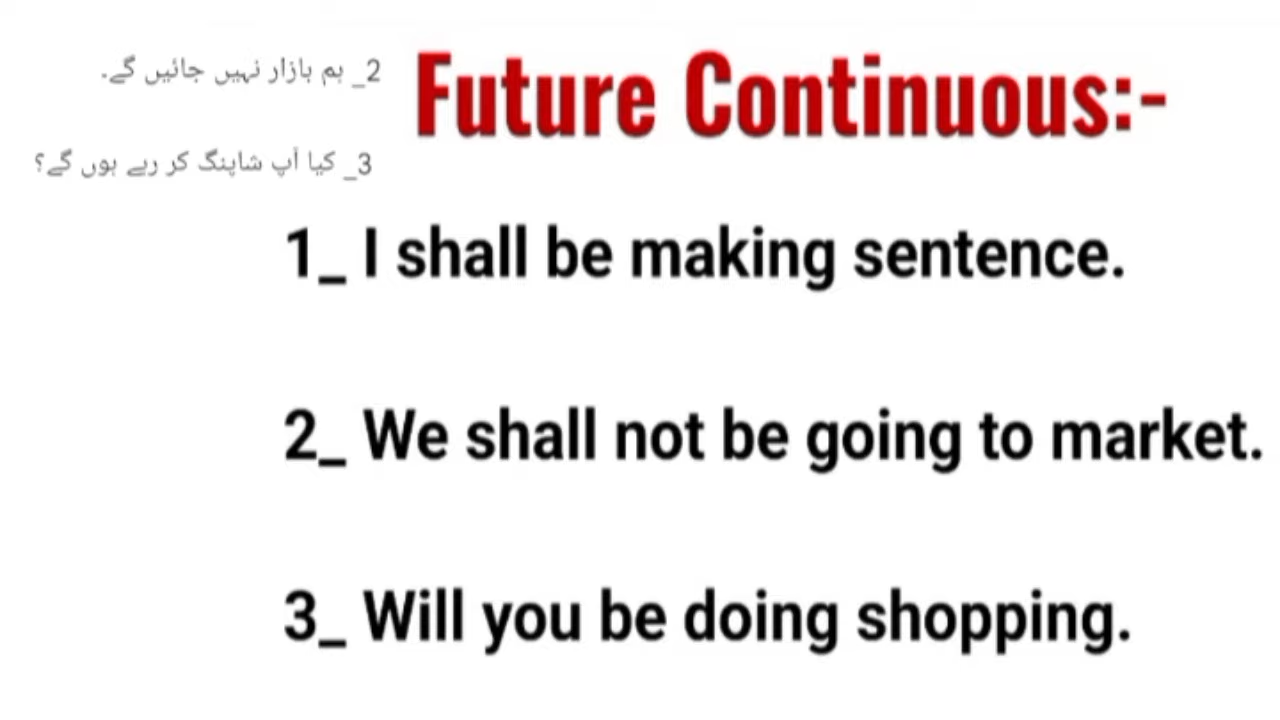 2_ ہم بازار نہیں جائیں گے۔
Future Continuous:-
3_ کیا آپ شاپنگ کر رہے ہوں گے؟
1_ I shall be making sentence.
2_ We shall not be going to market.
3_ Will you be doing shopping.